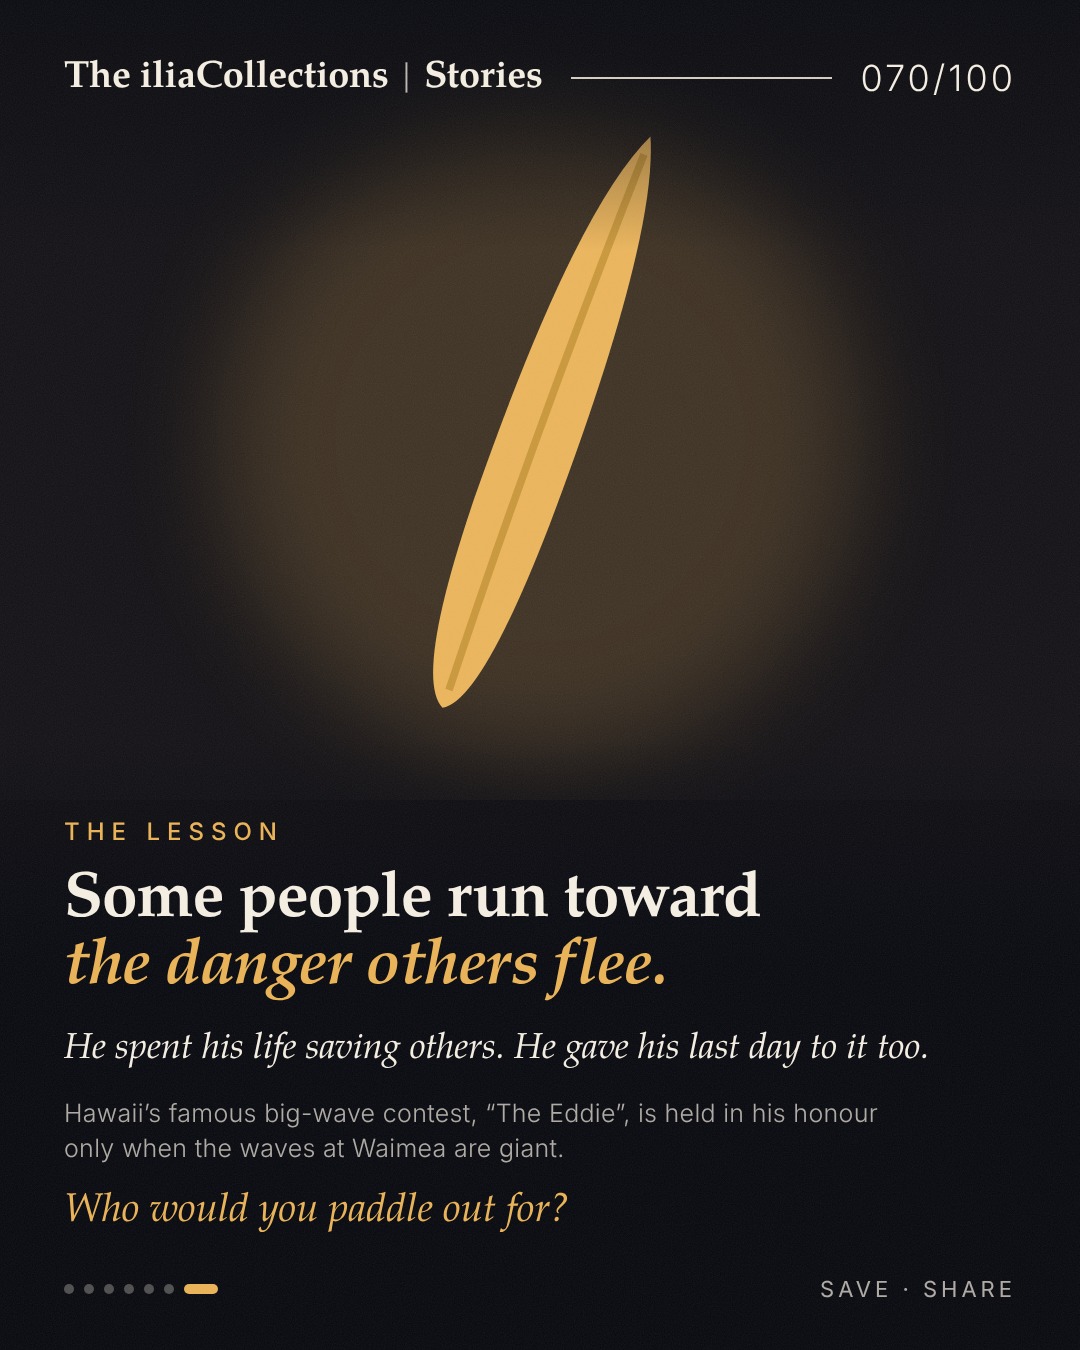 The iliaCollections | Stories 070/100
THE LESSON
Some people run toward
the danger others flee.
He spent his life saving others. He gave his last day to it too.
Hawaii’s famous big-wave contest, “The Eddie”, is held in his honour
only when the waves at Waimea are giant.
Who would you paddle out for?
SAVE · SHARE